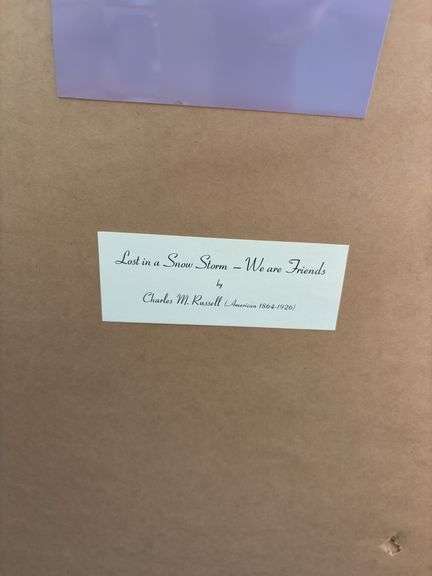 Lost in a Snow Storm – We are Friends
by
Charles M. Russell (American 1864-1926)